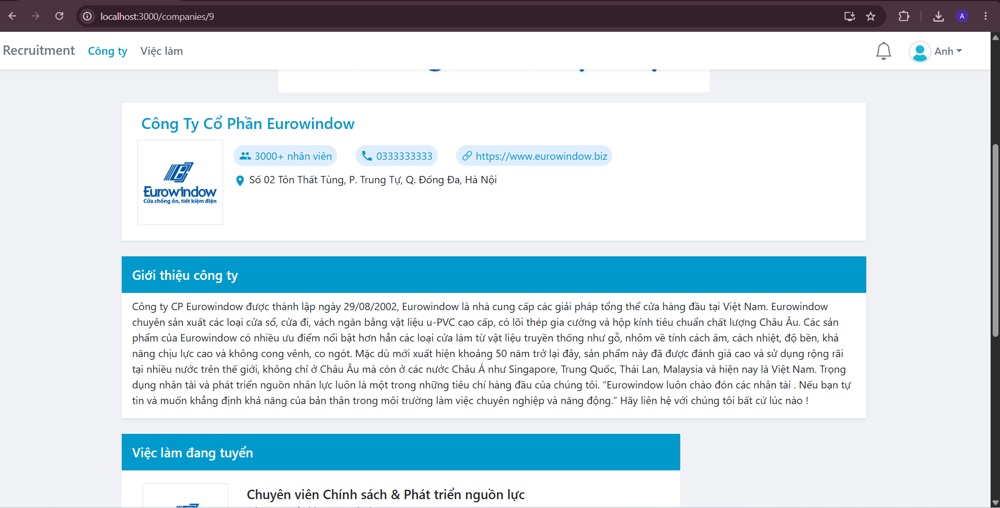 localhost:3000/companies/9
A
Recruitment Công ty Việc làm Anh
Công Ty Cổ Phần Eurowindow
Eurowindow
Cửa chống ồn, tiết kiệm điện
3000+ nhân viên 0333333333 https://www.eurowindow.biz
Số 02 Tôn Thất Tùng, P. Trung Tự, Q. Đống Đa, Hà Nội
Giới thiệu công ty
Công ty CP Eurowindow được thành lập ngày 29/08/2002, Eurowindow là nhà cung cấp các giải pháp tổng thể cửa hàng đầu tại Việt Nam. Eurowindow
chuyên sản xuất các loại cửa sổ, cửa đi, vách ngăn bằng vật liệu u-PVC cao cấp, có lõi thép gia cường và hộp kính tiêu chuẩn chất lượng Châu Âu. Các sản
phẩm của Eurowindow có nhiều ưu điểm nổi bật hơn hẳn các loại cửa làm từ vật liệu truyền thống như gỗ, nhôm về tính cách âm, cách nhiệt, độ bền, khả
năng chịu lực cao và không cong vênh, co ngót. Mặc dù mới xuất hiện khoảng 50 năm trở lại đây, sản phẩm này đã được đánh giá cao và sử dụng rộng rãi
tại nhiều nước trên thế giới, không chỉ ở Châu Âu mà còn ở các nước Châu Á như Singapore, Trung Quốc, Thái Lan, Malaysia và hiện nay là Việt Nam. Trọng
dụng nhân tài và phát triển nguồn nhân lực luôn là một trong những tiêu chí hàng đầu của chúng tôi. “Eurowindow luôn chào đón các nhân tài . Nếu bạn tự
tin và muốn khẳng định khả năng của bản thân trong môi trường làm việc chuyên nghiệp và năng động.” Hãy liên hệ với chúng tôi bất cứ lúc nào !
Việc làm đang tuyển
Chuyên viên Chính sách & Phát triển nguồn lực